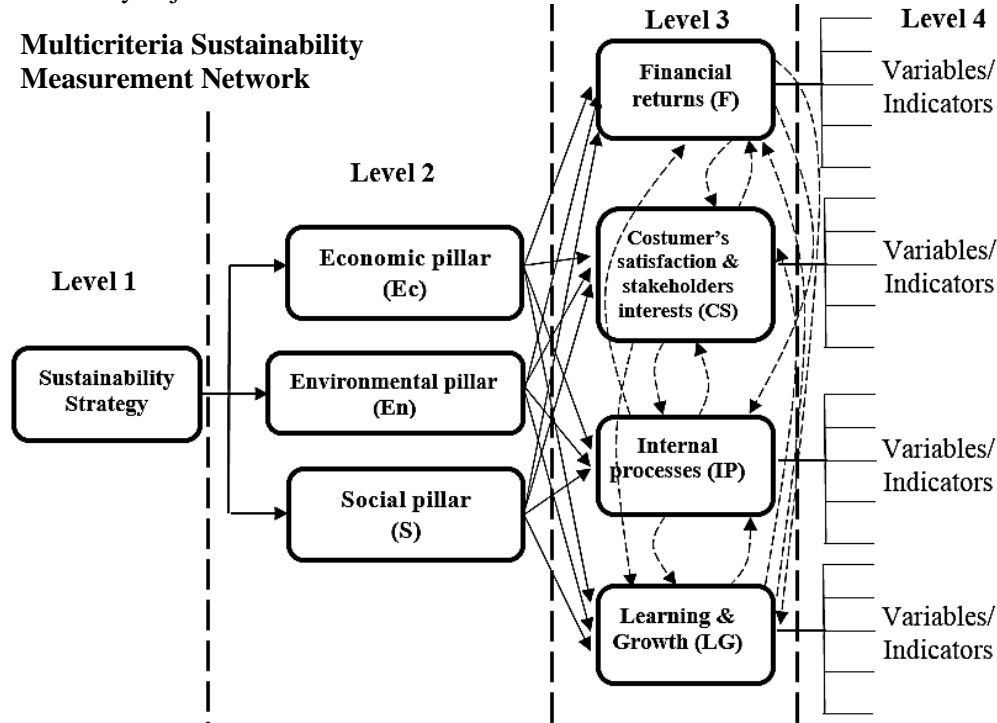 Multicriteria Sustainability
Measurement Network
Level 1
Sustainability
Strategy
Level 2
Economic pillar
(Ec)
Environmental pillar
(En)
Social pillar
(S)
Level 3
Financial
returns (F)
Costumer's
satisfaction &
stakeholders
interests (CS)
Internal
processes (IP)
Learning &
Growth (LG)
Level 4
Variables/
Indicators
Variables/
Indicators
Variables/
Indicators
Variables/
Indicators